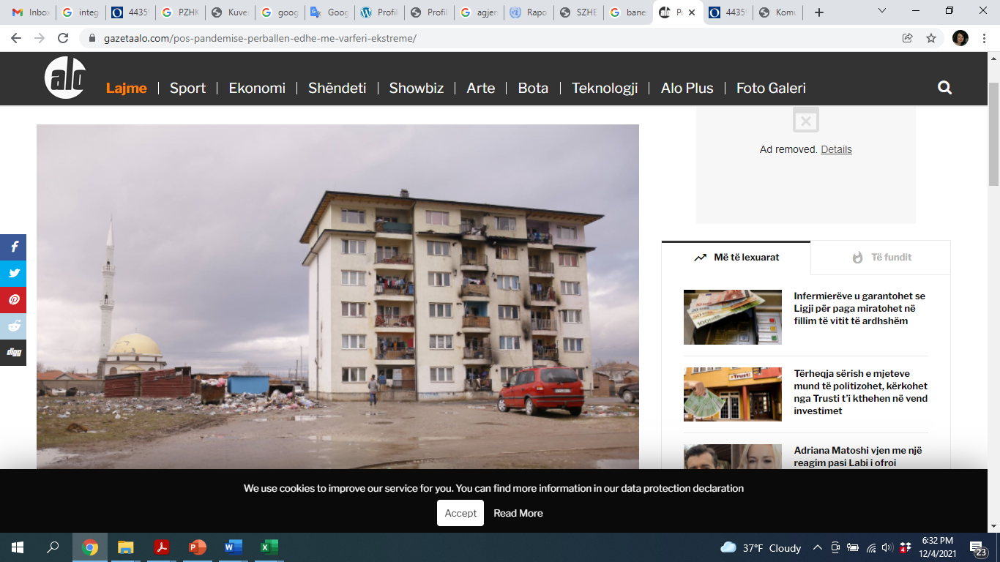 Inbox
integ
4435
PZHK
Kuve
goog
Goog
Profil
Profil
agjen
Rapo
SZHB
bane
Po
4435
Komu
gazetaalo.com/pos-pandemise-perballen-edhe-me-varferi-ekstreme/
alo
Lajme | Sport | Ekonomi | Shëndeti | Showbiz | Arte | Bota | Teknologji | Alo Plus | Foto Galeri
Ad removed. Details
Më të lexuarat
Të fundit
Infermierëve u garantohet se
Ligji për paga miratohet në
fillim të vitit të ardhshëm
Trusti
Tërheqja sërish e mjeteve
mund të politizohet, kërkohet
nga Trusti t'i kthehen në vend
investimet
Adriana Matoshi vjen me një
reagim pasi Labi i ofroi
digg
We use cookies to improve our service for you. You can find more information in our data protection declaration
Accept
Read More
37°F Cloudy
6:32 PM
12/4/2021
4
23